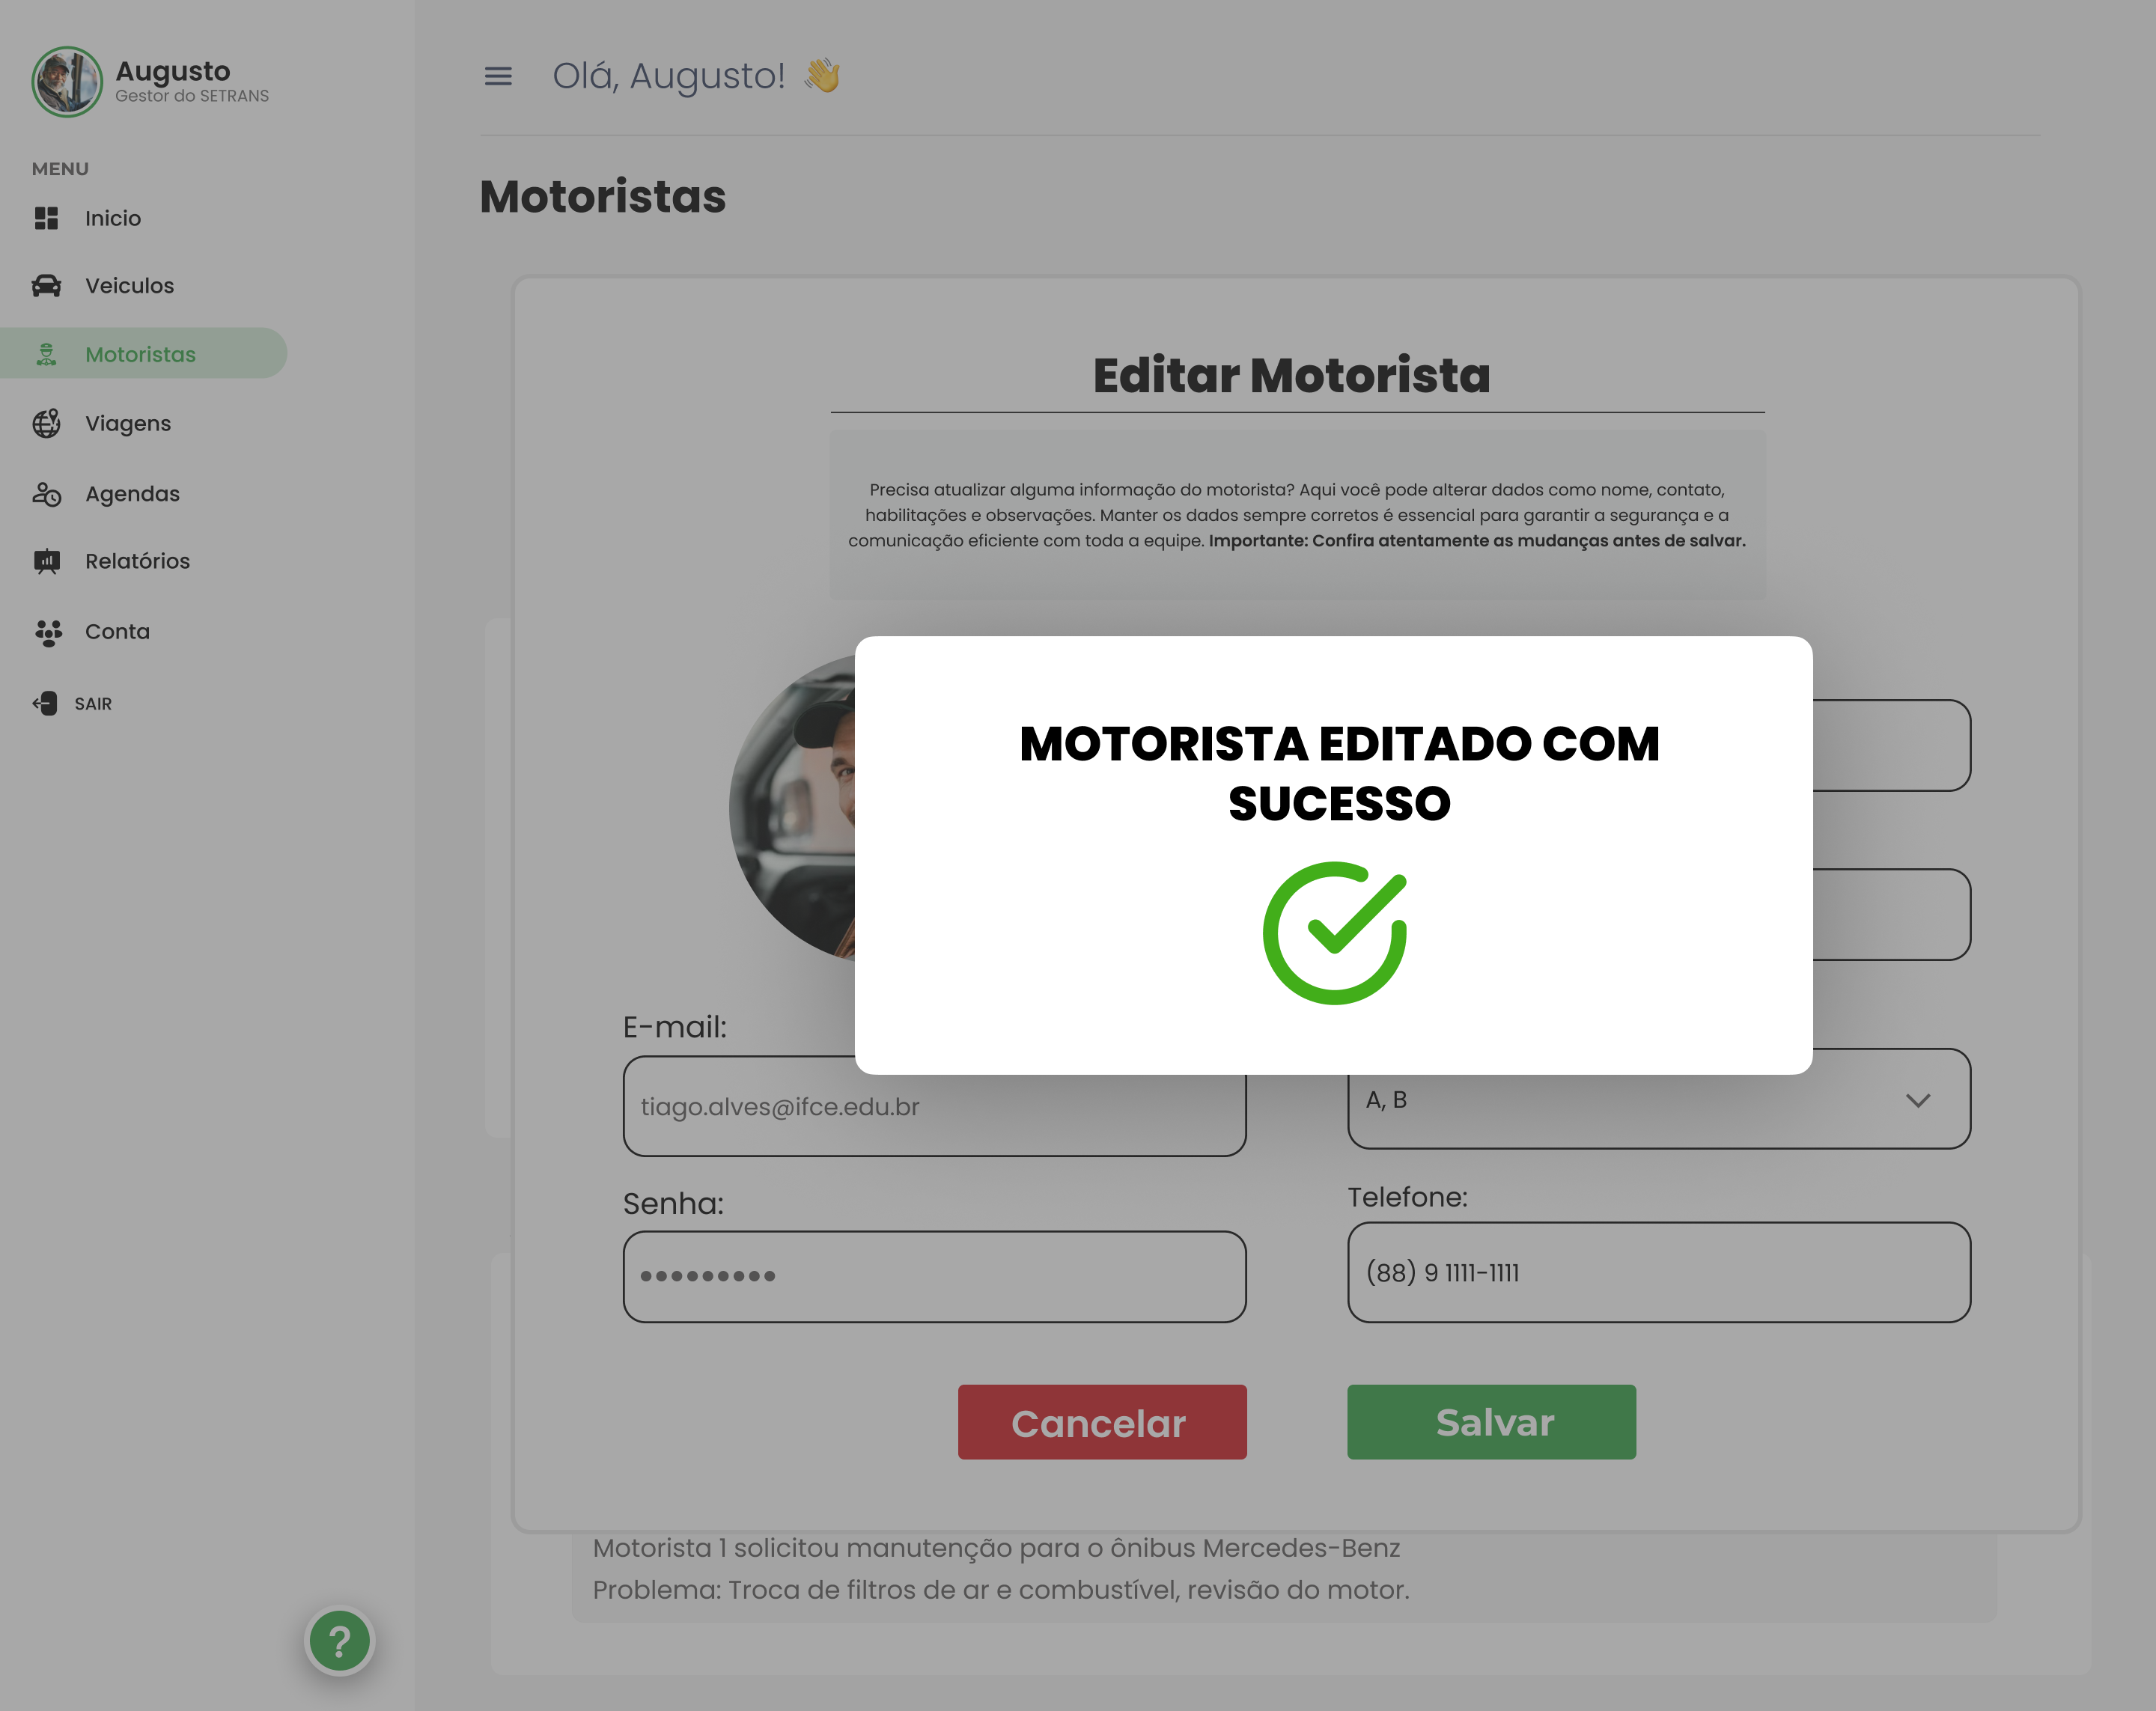 Augusto
Gestor do SETRANS
MENU
Inicio
Veiculos
Motoristas
Viagens
Agendas
Relatórios
Conta
SAIR
?
Olá, Augusto! 👋
Motoristas
Editar Motorista
Precisa atualizar alguma informação do motorista? Aqui você pode alterar dados como nome, contato,
habilitações e observações. Manter os dados sempre corretos é essencial para garantir a segurança e a
comunicação eficiente com toda a equipe. Importante: Confira atentamente as mudanças antes de salvar.
MOTORISTA EDITADO COM
SUCESSO
E-mail:
tiago.alves@ifce.edu.br
A, B
Senha:
•••••••••
Telefone:
(88) 9 1111-1111
Cancelar
Salvar
Motorista 1 solicitou manutenção para o ônibus Mercedes-Benz
Problema: Troca de filtros de ar e combustível, revisão do motor.